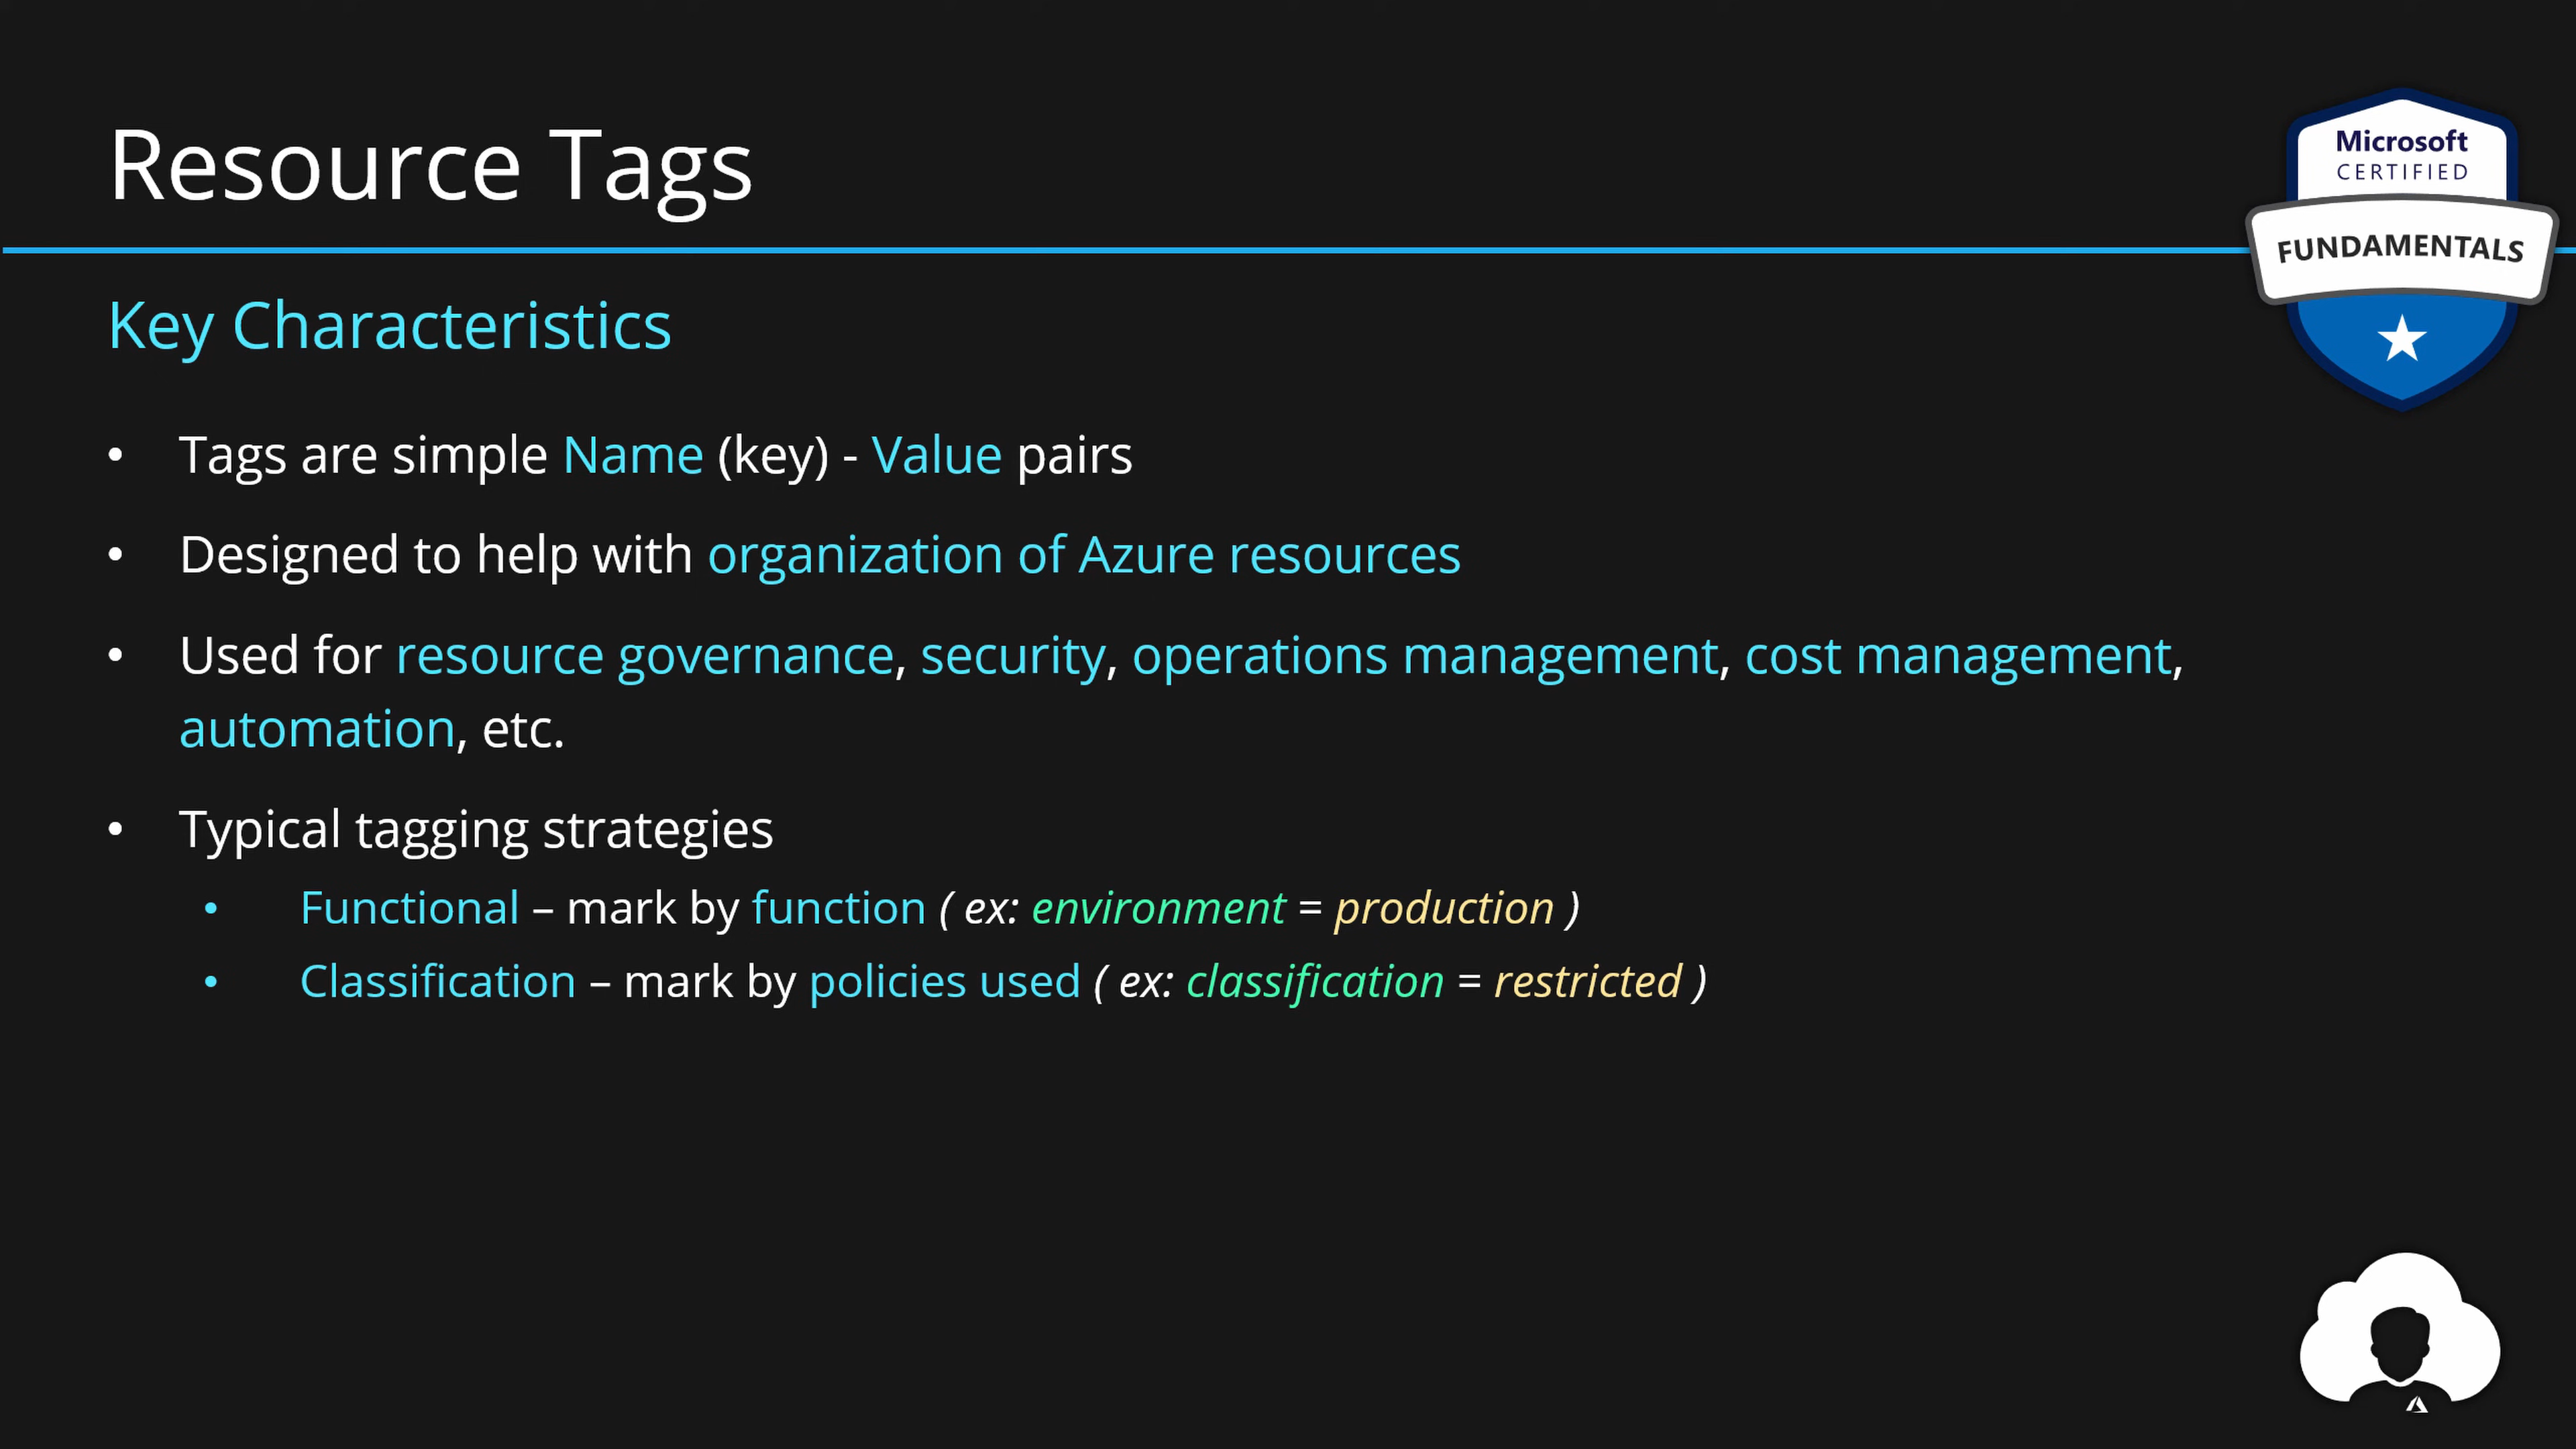 Resource Tags
Microsoft
CERTIFIED
FUNDAMENTALS
Key Characteristics
• Tags are simple Name (key) - Value pairs
• Designed to help with organization of Azure resources
• Used for resource governance, security, operations management, cost management,
automation, etc.
• Typical tagging strategies
• Functional – mark by function ( ex: environment = production )
• Classification – mark by policies used ( ex: classification = restricted )